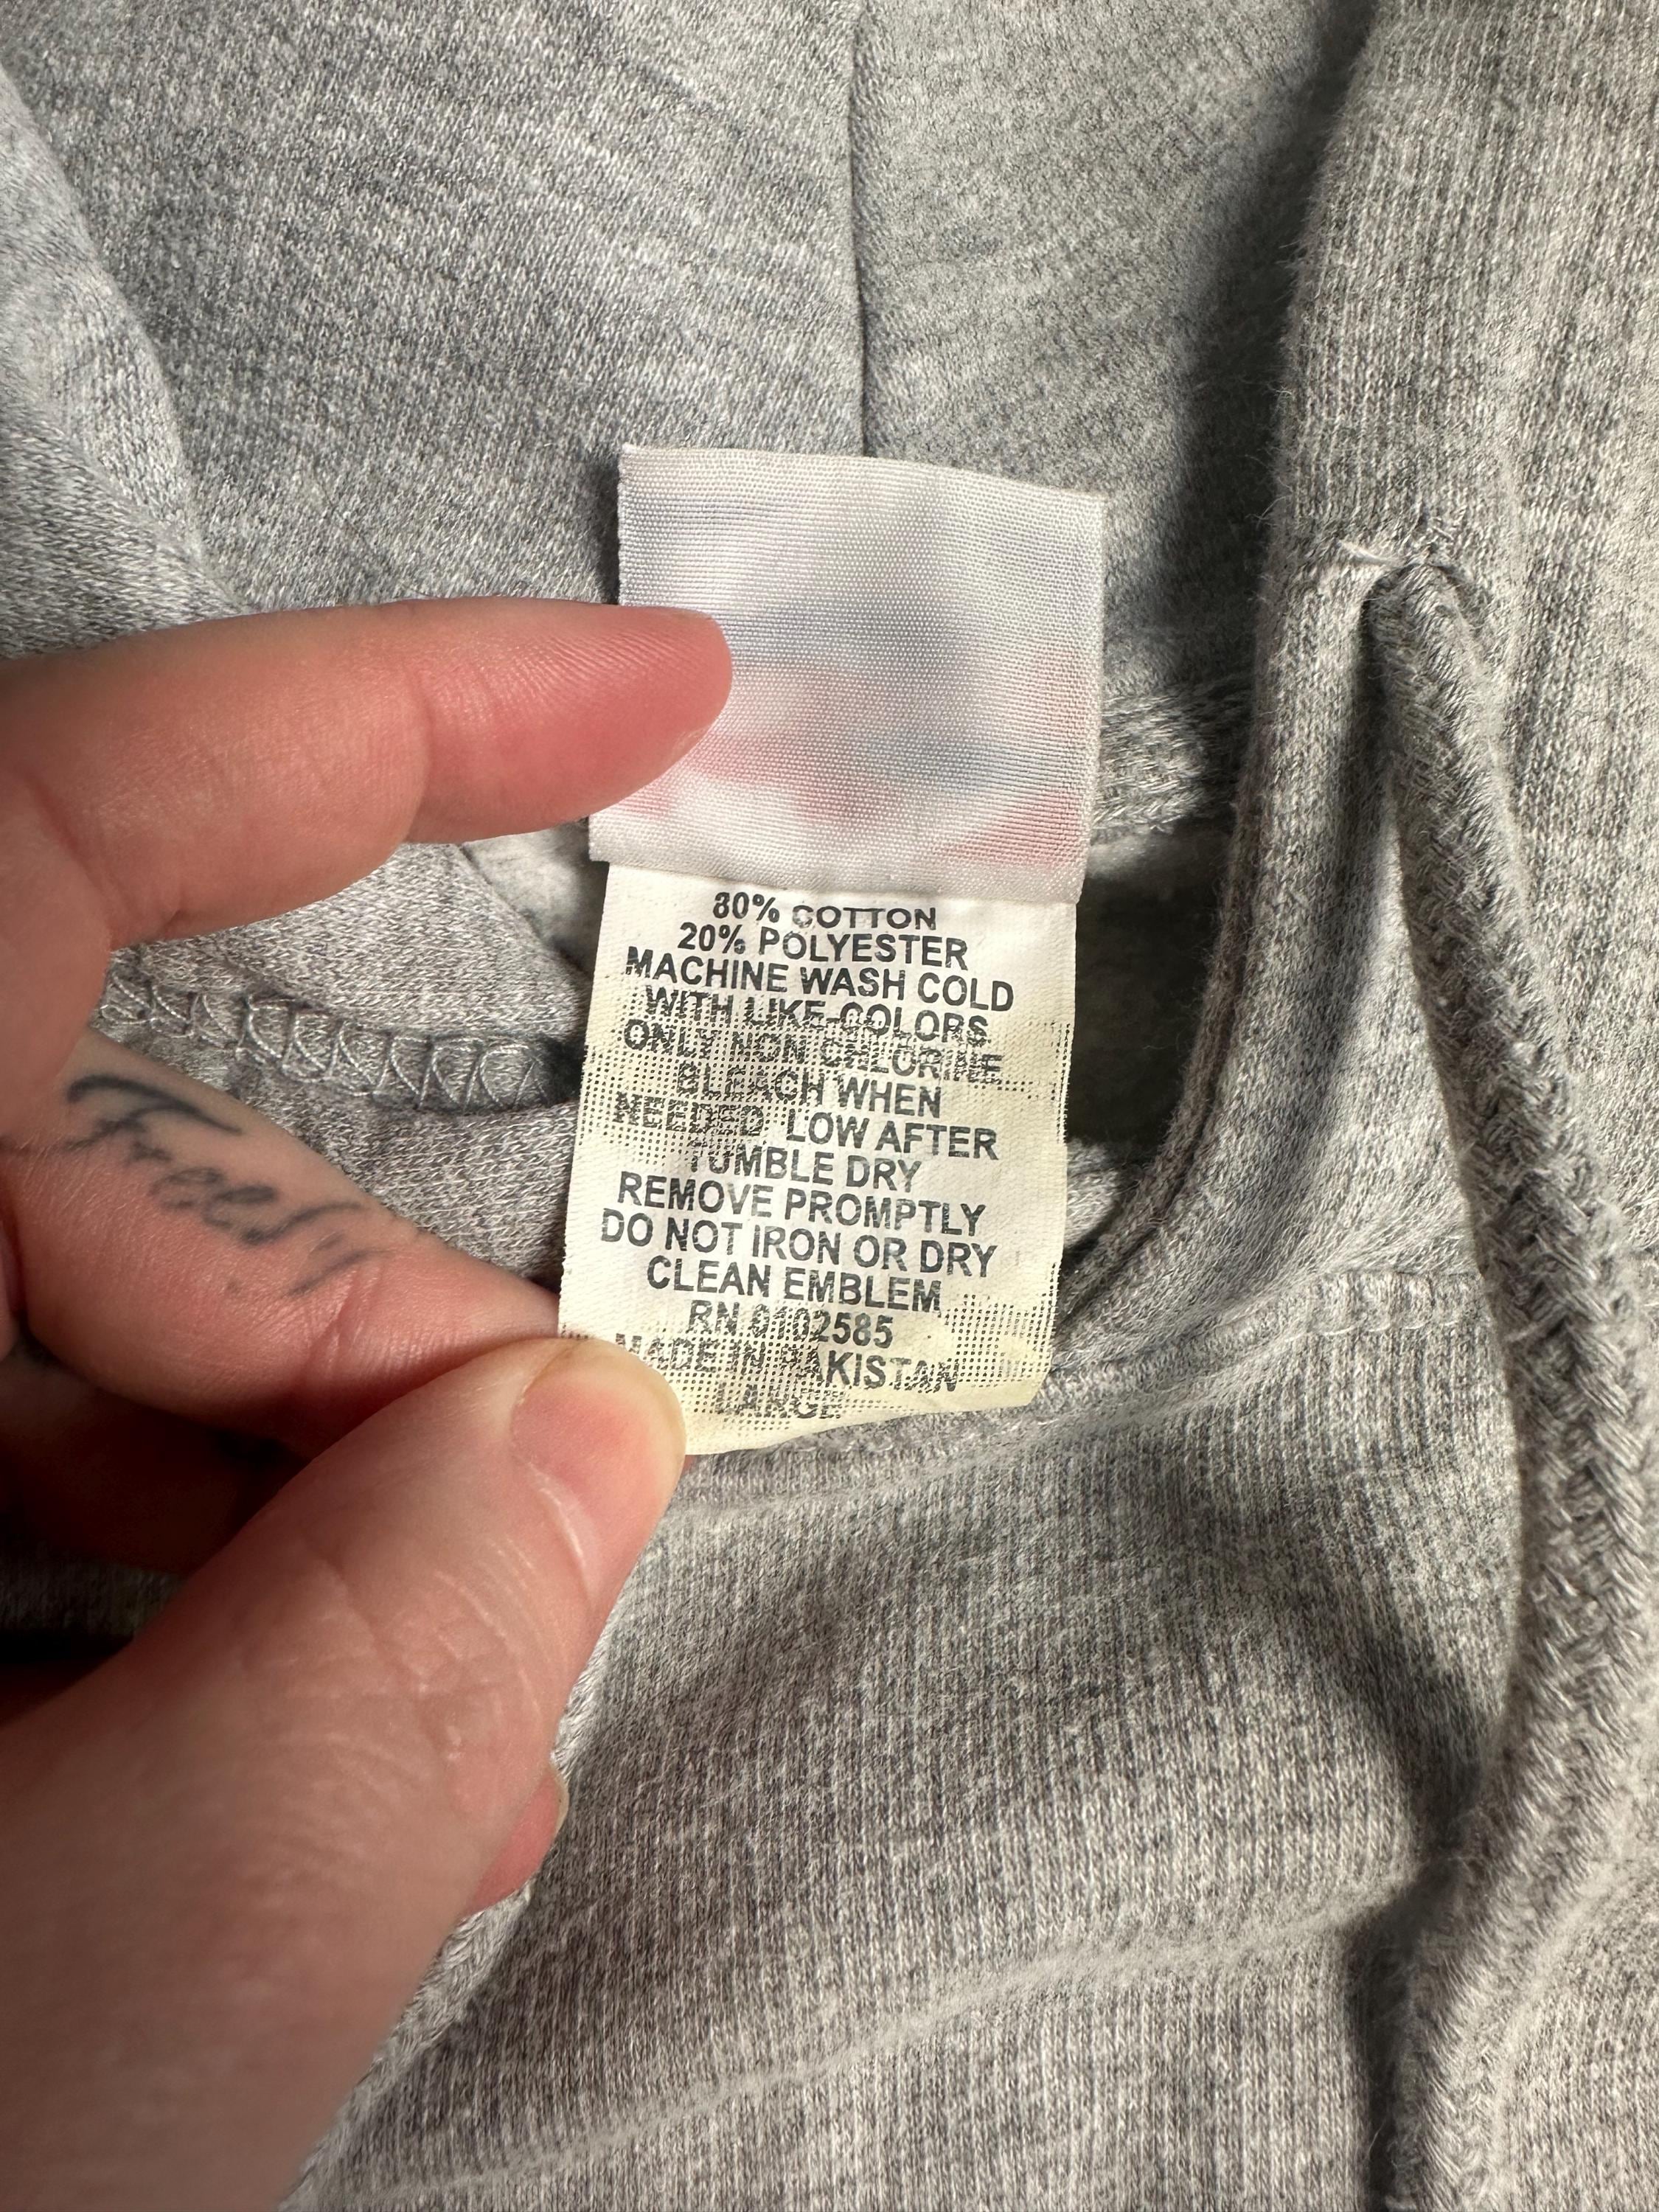 80% COTTON
20% POLYESTER
MACHINE WASH COLD
WITH LIKE-COLORS
ONLY NON CHLORINE
BLEACH WHEN
NEEDED LOW AFTER
TUMBLE DRY
REMOVE PROMPTLY
DO NOT IRON OR DRY
CLEAN EMBLEM
RN 0102585
MADE IN PAKISTAN
LARGE